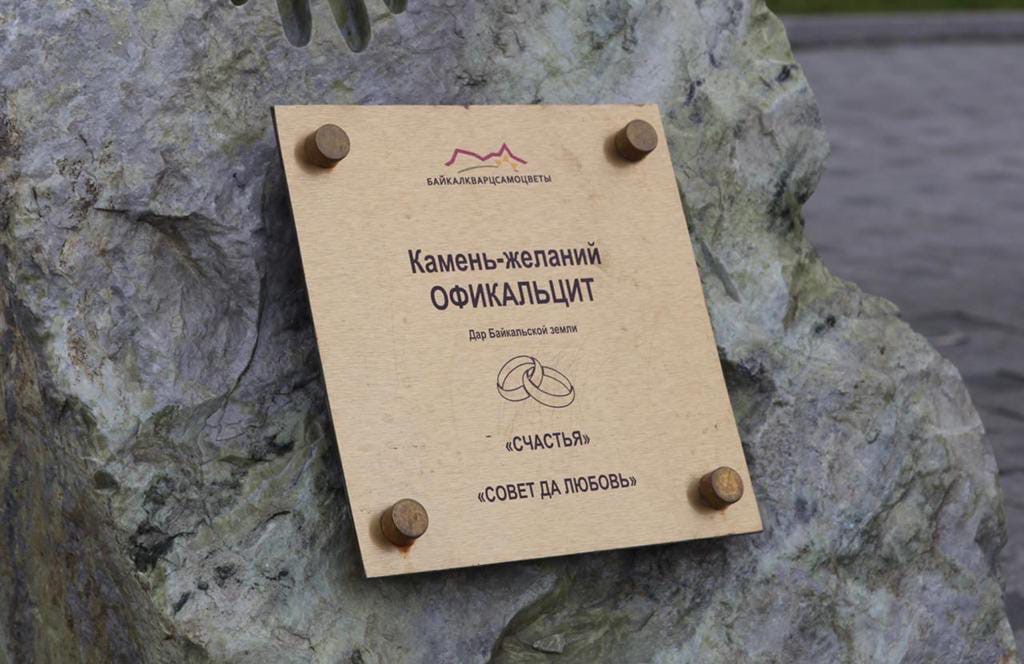 БАЙКАЛКВАРЦСАМОЦВЕТЫ
Камень-желаний
ОФИКАЛЬЦИТ
Дар Байкальской земли
«СЧАСТЬЯ»
«СОВЕТ ДА ЛЮБОВЬ»